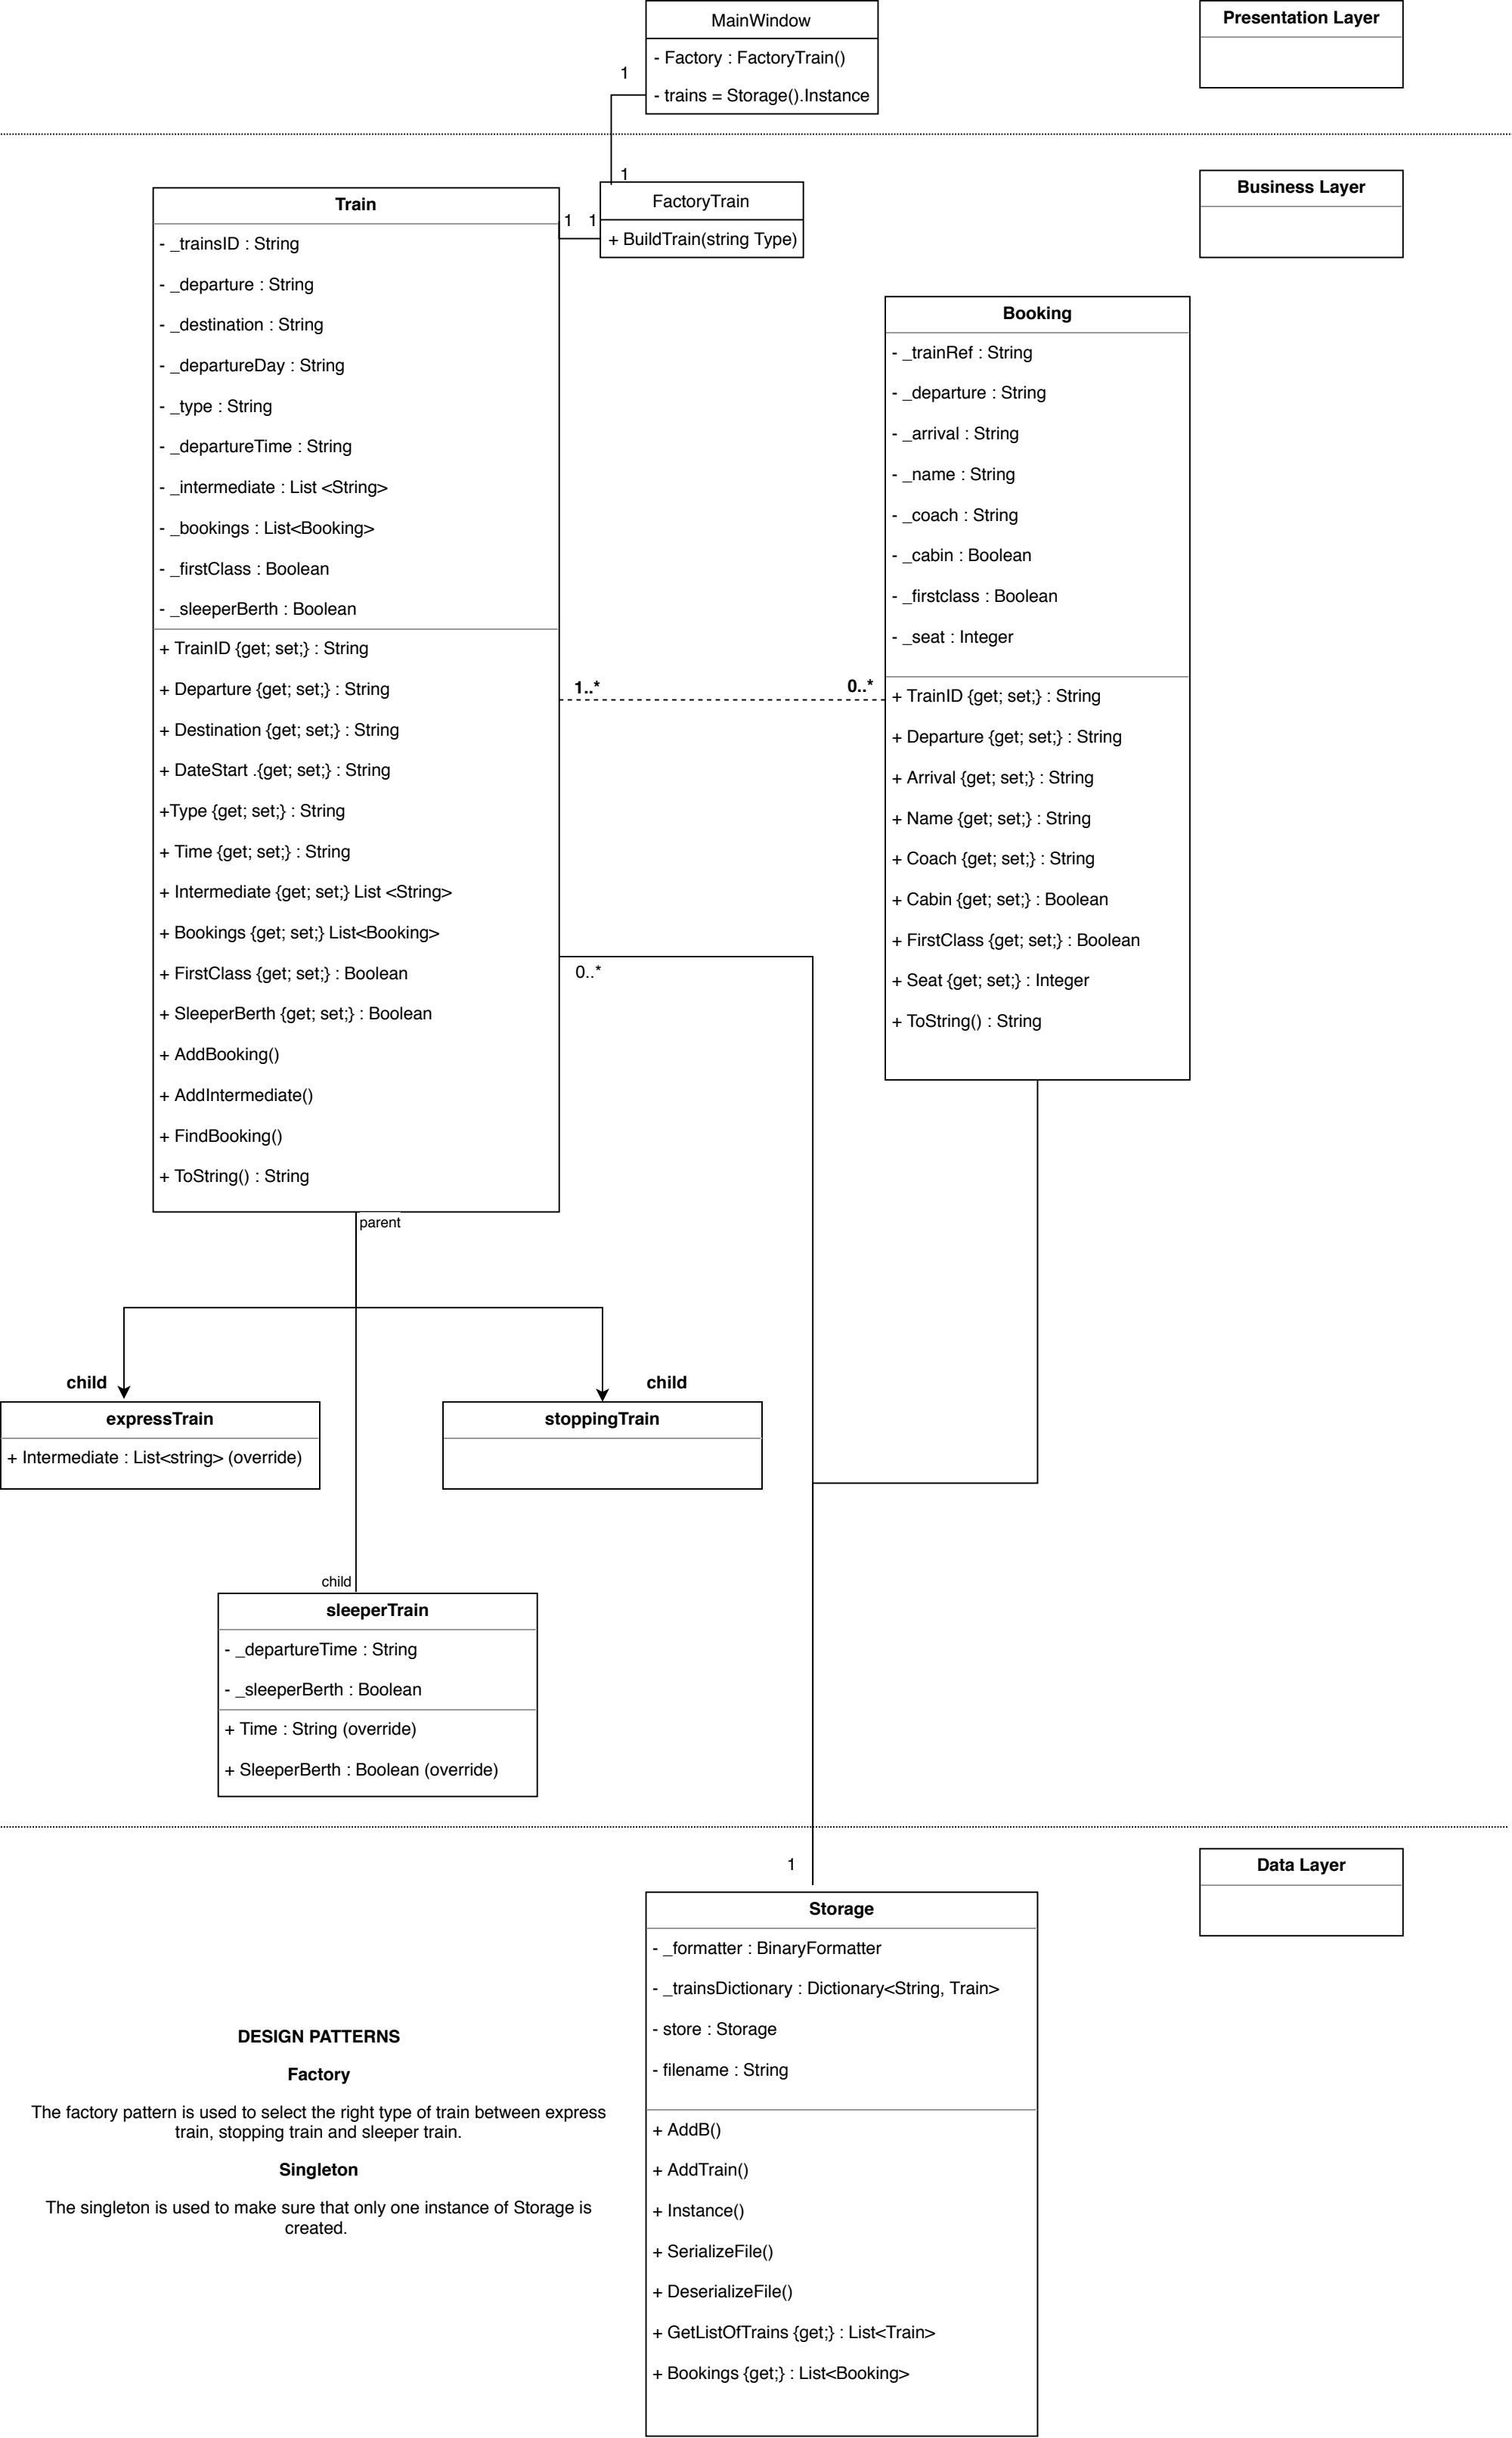 MainWindow
- Factory : FactoryTrain()
- trains = Storage().Instance
Presentation Layer
1
1
FactoryTrain
+ BuildTrain(string Type)
1
1
Business Layer
Train
- _trainsID : String
- _departure : String
- _destination : String
- _departureDay : String
- _type : String
- _departureTime : String
- _intermediate : List <String>
- _bookings : List<Booking>
- _firstClass : Boolean
- _sleeperBerth : Boolean
+ TrainID {get; set;} : String
+ Departure {get; set;} : String
+ Destination {get; set;} : String
+ DateStart .{get; set;} : String
+Type {get; set;} : String
+ Time {get; set;} : String
+ Intermediate {get; set;} List <String>
+ Bookings {get; set;} List<Booking>
+ FirstClass {get; set;} : Boolean
+ SleeperBerth {get; set;} : Boolean
+ AddBooking()
+ AddIntermediate()
+ FindBooking()
+ ToString() : String
Booking
- _trainRef : String
- _departure : String
- _arrival : String
- _name : String
- _coach : String
- _cabin : Boolean
- _firstclass : Boolean
- _seat : Integer
+ TrainID {get; set;} : String
+ Departure {get; set;} : String
+ Arrival {get; set;} : String
+ Name {get; set;} : String
+ Coach {get; set;} : String
+ Cabin {get; set;} : Boolean
+ FirstClass {get; set;} : Boolean
+ Seat {get; set;} : Integer
+ ToString() : String
1..*
0..*
0..*
parent
child
expressTrain
+ Intermediate : List<string> (override)
child
stoppingTrain
child
sleeperTrain
- _departureTime : String
- _sleeperBerth : Boolean
+ Time : String (override)
+ SleeperBerth : Boolean (override)
1
Data Layer
Storage
- _formatter : BinaryFormatter
- _trainsDictionary : Dictionary<String, Train>
- store : Storage
- filename : String
+ AddB()
+ AddTrain()
+ Instance()
+ SerializeFile()
+ DeserializeFile()
+ GetListOfTrains {get;} : List<Train>
+ Bookings {get;} : List<Booking>
DESIGN PATTERNS
Factory
The factory pattern is used to select the right type of train between express
train, stopping train and sleeper train.
Singleton
The singleton is used to make sure that only one instance of Storage is
created.